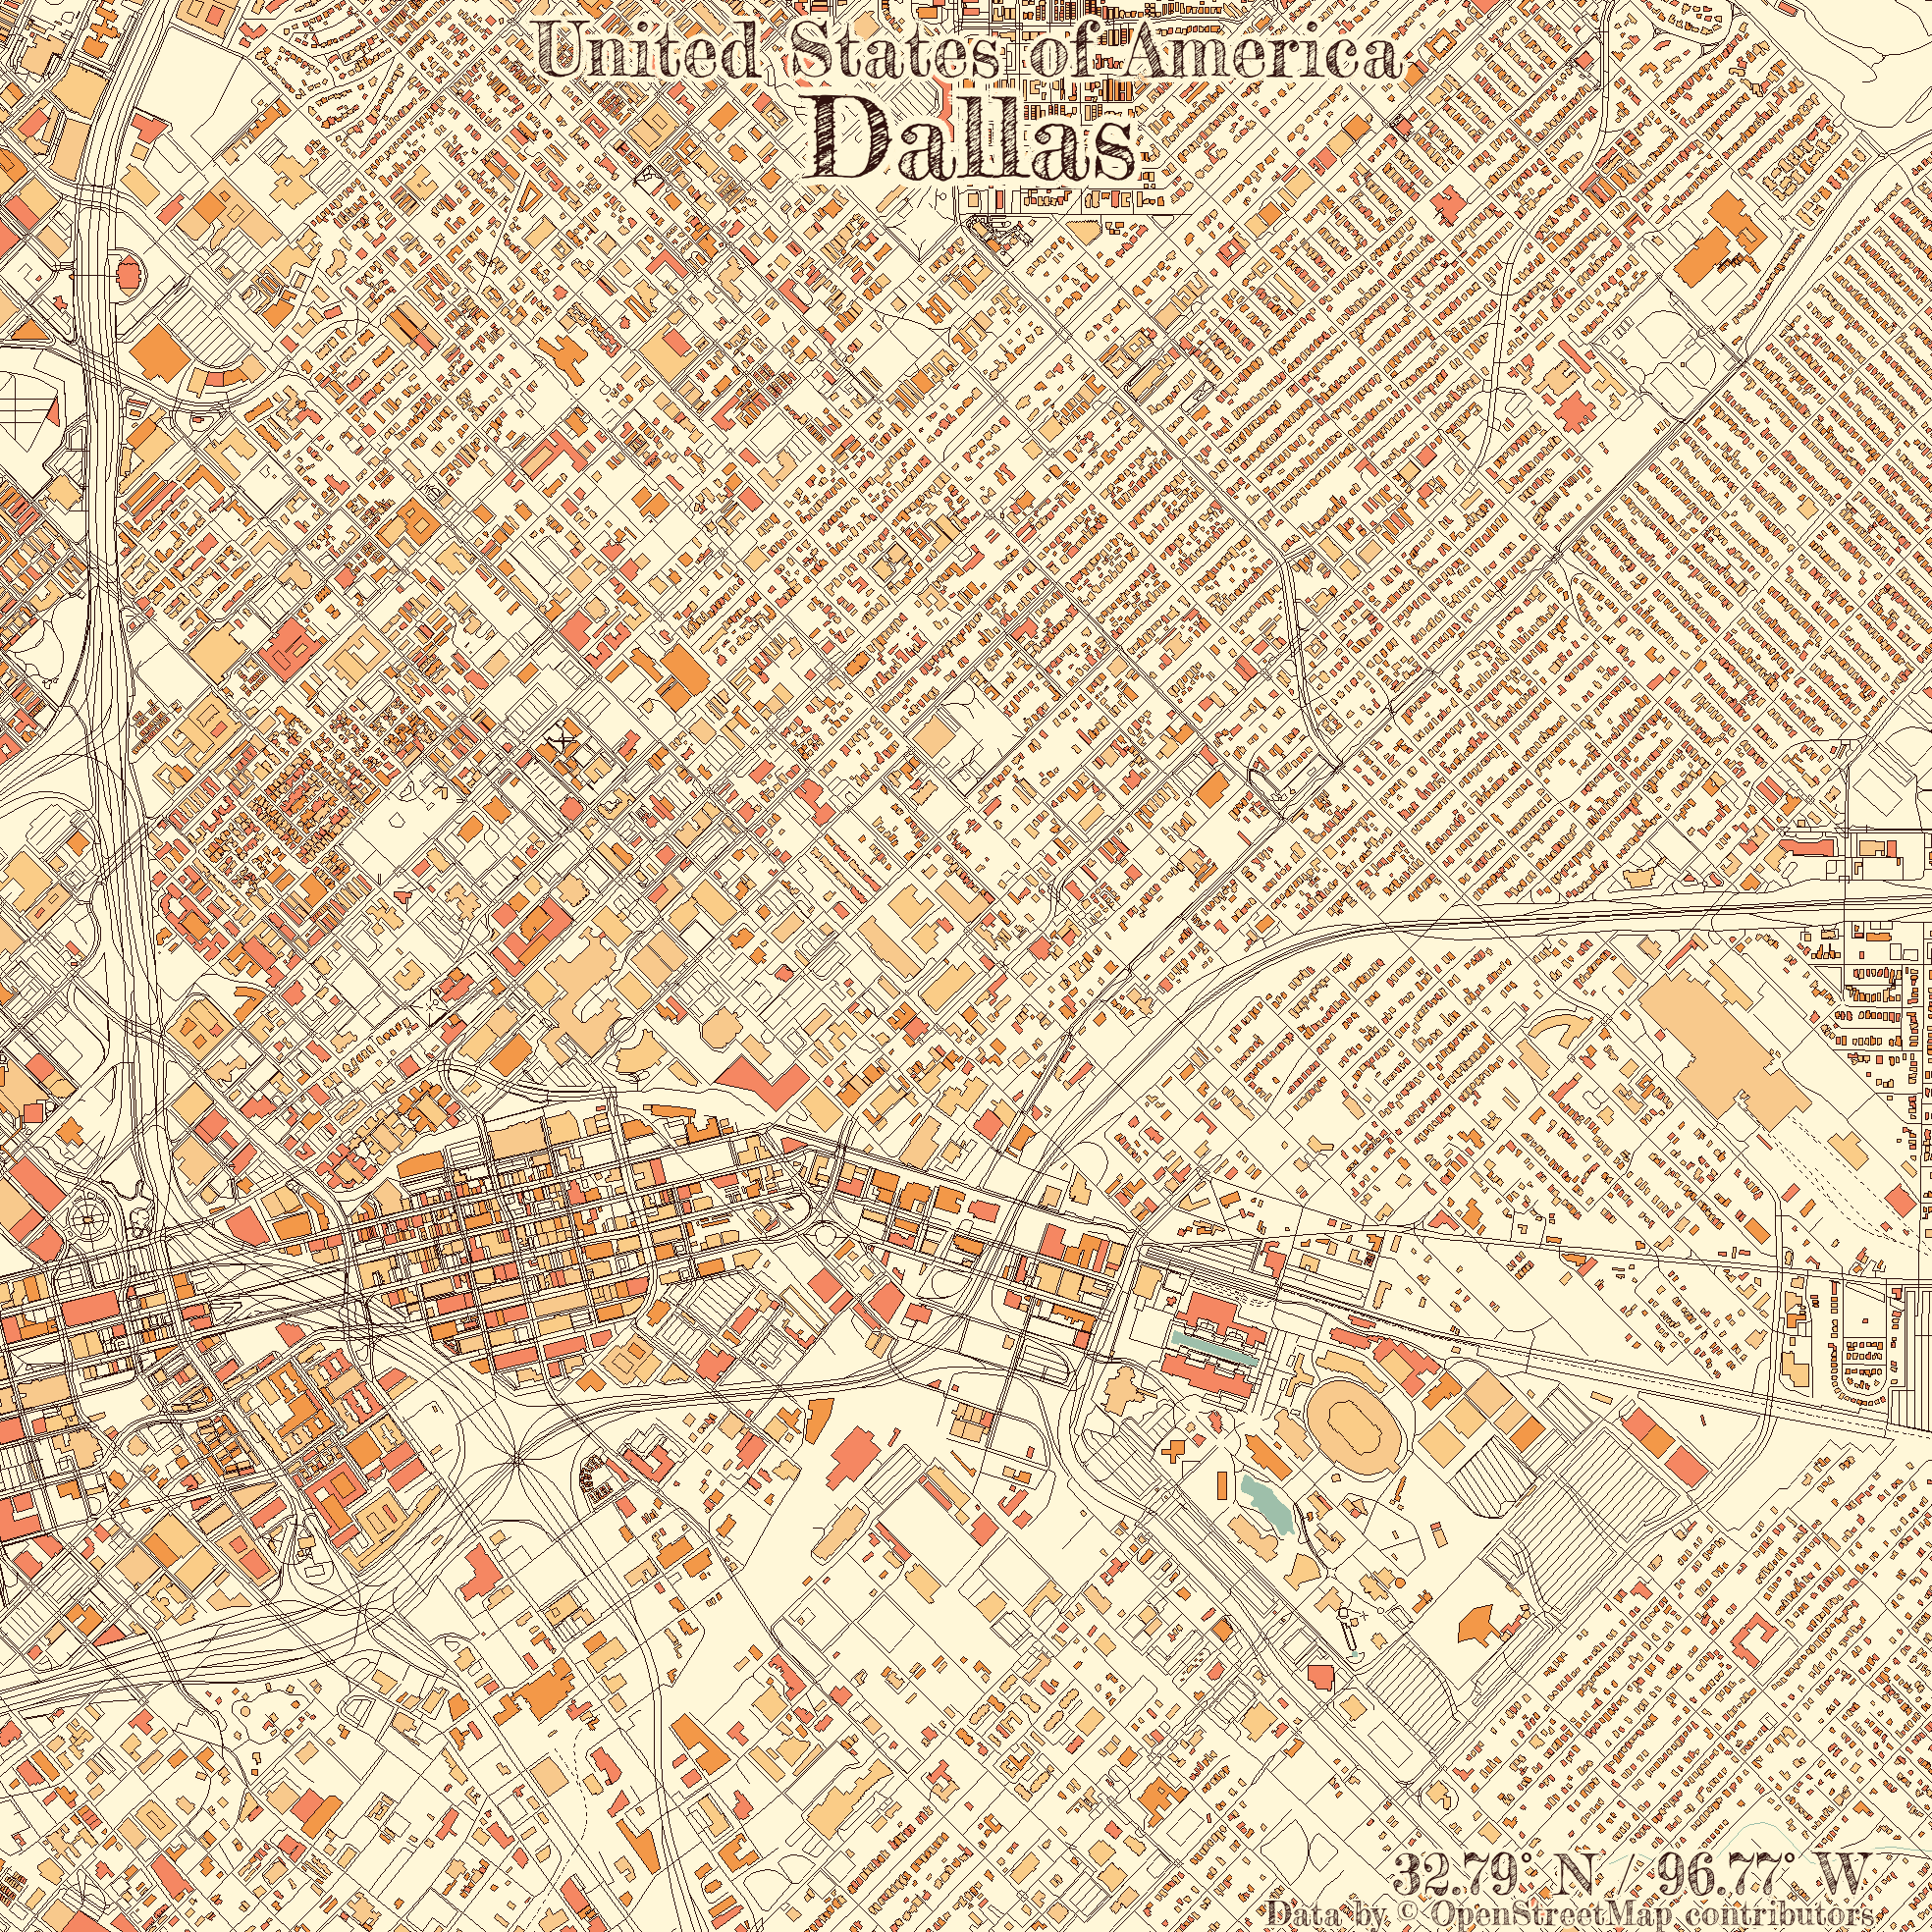 United States of America
Dallas
32.79° N / 96.77° W
Data by © OpenStreetMap contributors